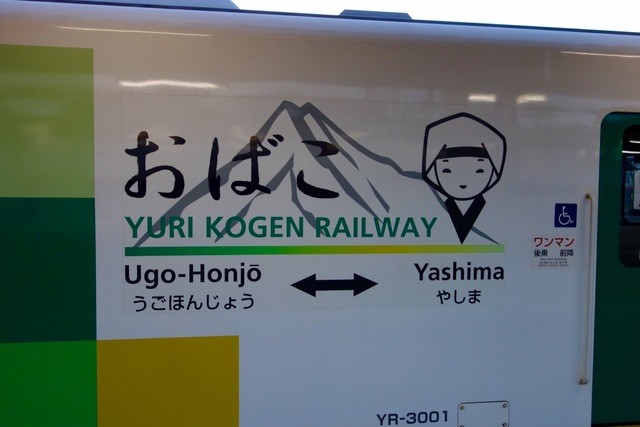 おばこ
YURI KOGEN RAILWAY
Ugo-Honjō
Yashima
うごほんじょう
やしま
ワンマン
後乗 前降
YR-3001